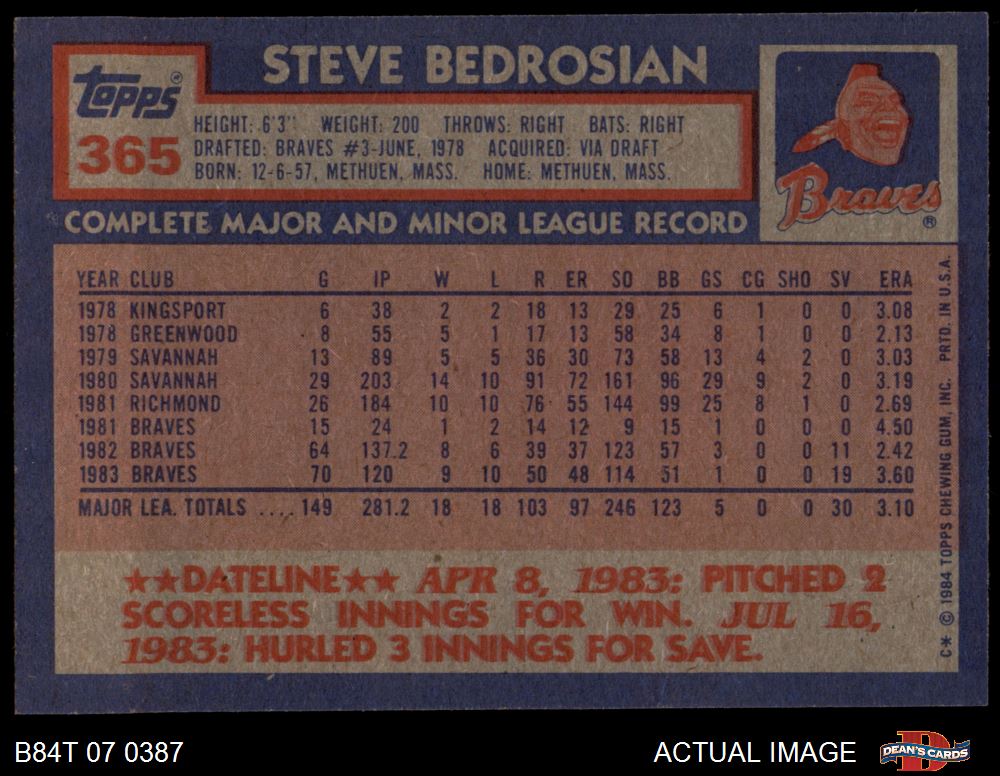 STEVE BEDROSIAN
Topps®
365
HEIGHT: 6'3" WEIGHT: 200 THROWS: RIGHT BATS: RIGHT
DRAFTED: BRAVES #3-JUNE, 1978 ACQUIRED: VIA DRAFT
BORN: 12-6-57, METHUEN, MASS. HOME: METHUEN, MASS.
Braves®
COMPLETE MAJOR AND MINOR LEAGUE RECORD
YEAR CLUB G IP W L R ER SO BB GS CG SHO SV ERA
1978 KINGSPORT 6 38 2 2 18 13 29 25 6 1 0 0 3.08
1978 GREENWOOD 8 55 5 1 17 13 58 34 8 1 0 0 2.13
1979 SAVANNAH 13 89 5 5 36 30 73 58 13 4 2 0 3.03
1980 SAVANNAH 29 203 14 10 91 72 161 96 29 9 2 0 3.19
1981 RICHMOND 26 184 10 10 76 55 144 99 25 8 1 0 2.69
1981 BRAVES 15 24 1 2 14 12 9 15 1 0 0 0 4.50
1982 BRAVES 64 137.2 8 6 39 37 123 57 3 0 0 11 2.42
1983 BRAVES 70 120 9 10 50 48 114 51 1 0 0 19 3.60
MAJOR LEA. TOTALS .... 149 281.2 18 18 103 97 246 123 5 0 0 30 3.10
★★DATELINE★★ APR 8, 1983: PITCHED 2
SCORELESS INNINGS FOR WIN. JUL 16,
1983: HURLED 3 INNINGS FOR SAVE.
C* © 1984 TOPPS CHEWING GUM, INC. PRTD. IN U.S.A.
B84T 07 0387
ACTUAL IMAGE
DEAN'S CARDS